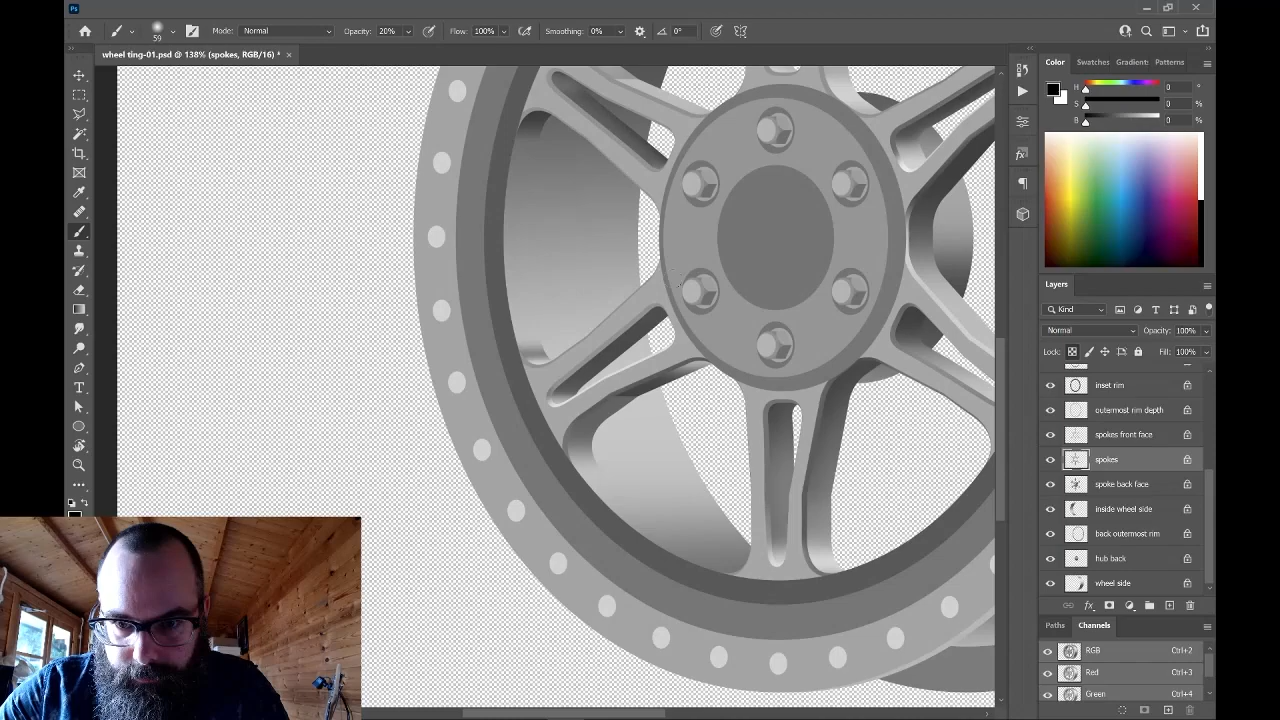 Ps
59
Mode: Normal
Opacity: 20%
Flow: 100%
Smoothing: 0%
0°
wheel ting-01.psd @ 138% (spokes, RGB/16) *
Color
Swatches
Gradients
Patterns
H
0
°
S
0
%
B
0
%
Layers
Kind
Normal
Opacity: 100%
Lock:
Fill: 100%
inset rim
outermost rim depth
spokes front face
spokes
spoke back face
inside wheel side
back outermost rim
hub back
wheel side
fx
Paths
Channels
RGB
Ctrl+2
Red
Ctrl+3
Green
Ctrl+4